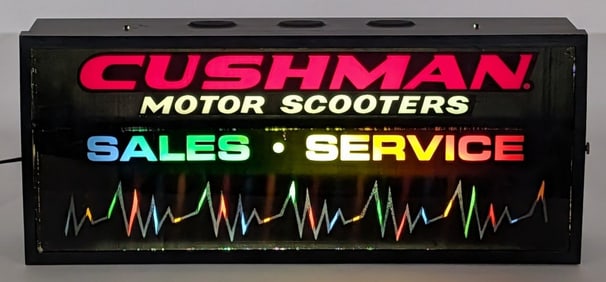 CUSHMAN.
MOTOR SCOOTERS
SALES • SERVICE